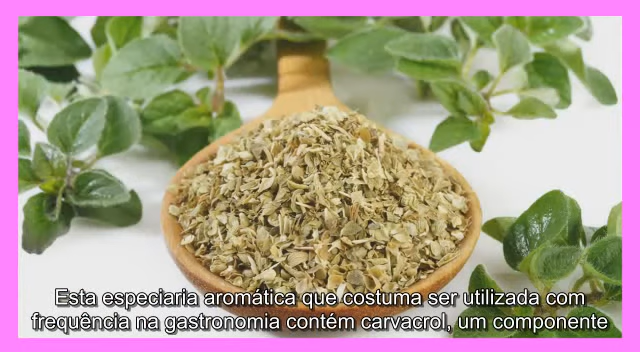 Esta especiaria aromática que costuma ser utilizada com
frequência na gastronomia contém carvacrol, um componente